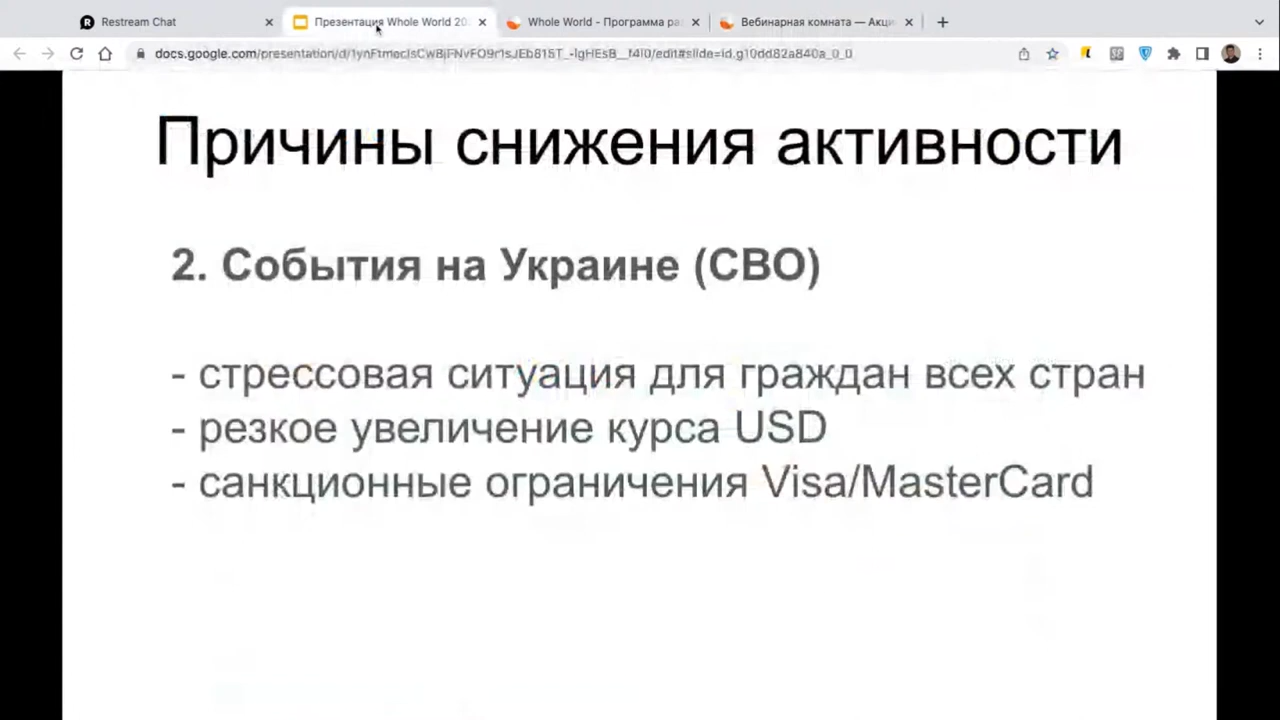 Restream Chat
Презентация Whole World 20
Whole World - Программа ра
Вебинарная комната — Акци
Причины снижения активности
2. События на Украине (СВО)
- стрессовая ситуация для граждан всех стран
- резкое увеличение курса USD
- санкционные ограничения Visa/MasterCard